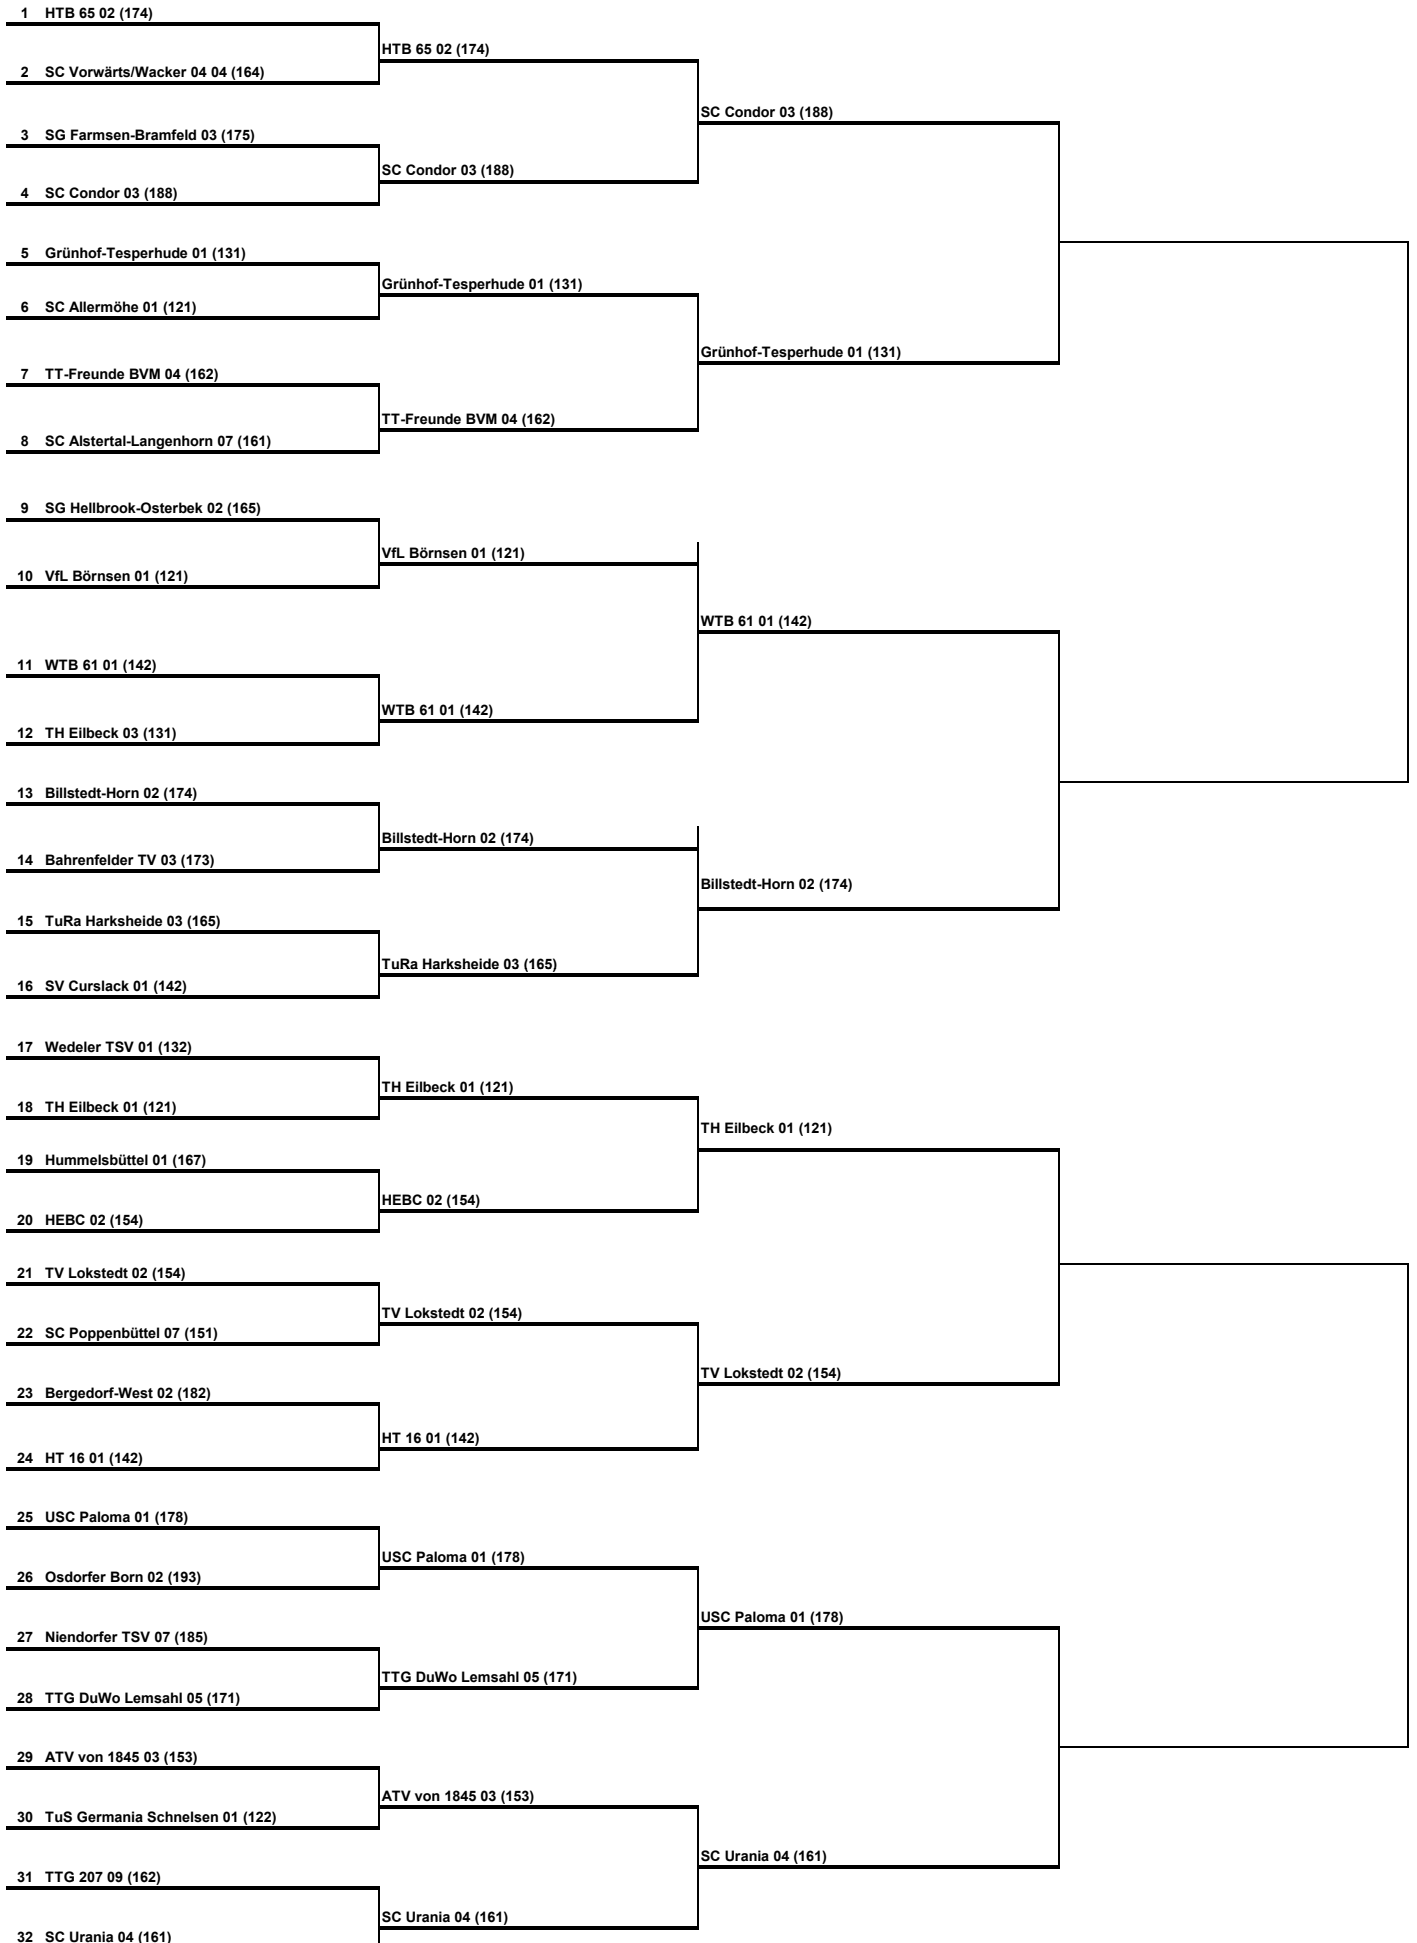 1 HTB 65 02 (174)
HTB 65 02 (174)
2 SC Vorwärts/Wacker 04 04 (164)
SC Condor 03 (188)
3 SG Farmsen-Bramfeld 03 (175)
SC Condor 03 (188)
4 SC Condor 03 (188)
5 Grünhof-Tesperhude 01 (131)
Grünhof-Tesperhude 01 (131)
6 SC Allermöhe 01 (121)
Grünhof-Tesperhude 01 (131)
7 TT-Freunde BVM 04 (162)
TT-Freunde BVM 04 (162)
8 SC Alstertal-Langenhorn 07 (161)
9 SG Hellbrook-Osterbek 02 (165)
VfL Börnsen 01 (121)
10 VfL Börnsen 01 (121)
WTB 61 01 (142)
11 WTB 61 01 (142)
WTB 61 01 (142)
12 TH Eilbeck 03 (131)
13 Billstedt-Horn 02 (174)
Billstedt-Horn 02 (174)
14 Bahrenfelder TV 03 (173)
Billstedt-Horn 02 (174)
15 TuRa Harksheide 03 (165)
TuRa Harksheide 03 (165)
16 SV Curslack 01 (142)
17 Wedeler TSV 01 (132)
TH Eilbeck 01 (121)
18 TH Eilbeck 01 (121)
TH Eilbeck 01 (121)
19 Hummelsbüttel 01 (167)
HEBC 02 (154)
20 HEBC 02 (154)
21 TV Lokstedt 02 (154)
TV Lokstedt 02 (154)
22 SC Poppenbüttel 07 (151)
TV Lokstedt 02 (154)
23 Bergedorf-West 02 (182)
HT 16 01 (142)
24 HT 16 01 (142)
25 USC Paloma 01 (178)
USC Paloma 01 (178)
26 Osdorfer Born 02 (193)
USC Paloma 01 (178)
27 Niendorfer TSV 07 (185)
TTG DuWo Lemsahl 05 (171)
28 TTG DuWo Lemsahl 05 (171)
29 ATV von 1845 03 (153)
ATV von 1845 03 (153)
30 TuS Germania Schnelsen 01 (122)
SC Urania 04 (161)
31 TTG 207 09 (162)
SC Urania 04 (161)
32 SC Urania 04 (161)